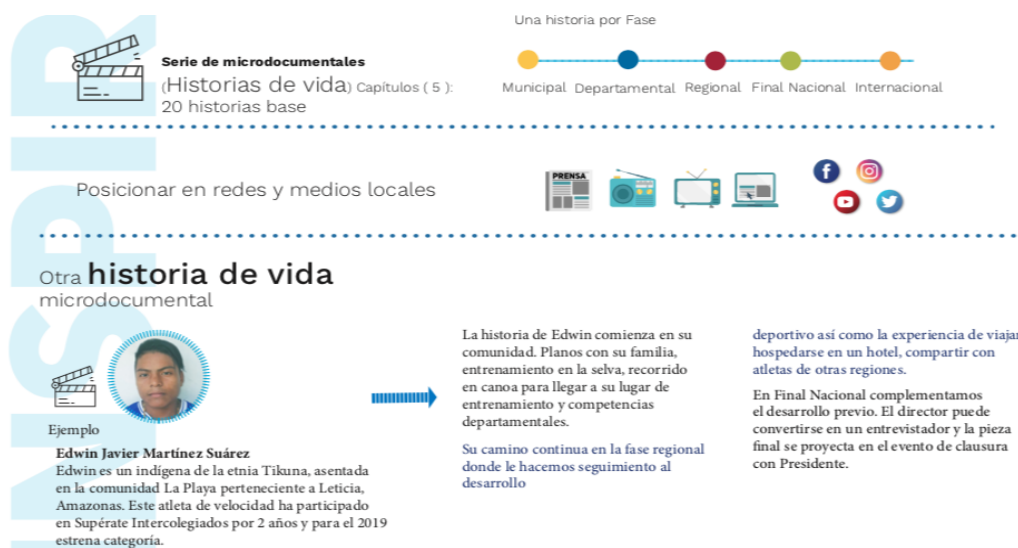 INSPIR
Una historia por Fase
Serie de microdocumentales
(Historias de vida) Capítulos ( 5 ):
20 historias base
Municipal Departamental Regional Final Nacional Internacional
Posicionar en redes y medios locales
PRENSA
Otra historia de vida
microdocumental
Ejemplo
Edwin Javier Martínez Suárez
Edwin es un indígena de la etnia Tikuna, asentada
en la comunidad La Playa perteneciente a Leticia,
Amazonas. Este atleta de velocidad ha participado
en Supérate Intercolegiados por 2 años y para el 2019
estrena categoría.
La historia de Edwin comienza en su
comunidad. Planos con su família,
entrenamiento en la selva, recorrido
en canoa para llegar a su lugar de
entrenamiento y competencias
departamentales.
Su camino continua en la fase regional
donde le hacemos seguimiento al
desarrollo
deportivo así como la experiencia de viajar
hospedarse en un hotel, compartir con
atletas de otras regiones.
En Final Nacional complementamos
el desarrollo previo. El director puede
convertirse en un entrevistador y la pieza
final se proyecta en el evento de clausura
con Presidente.